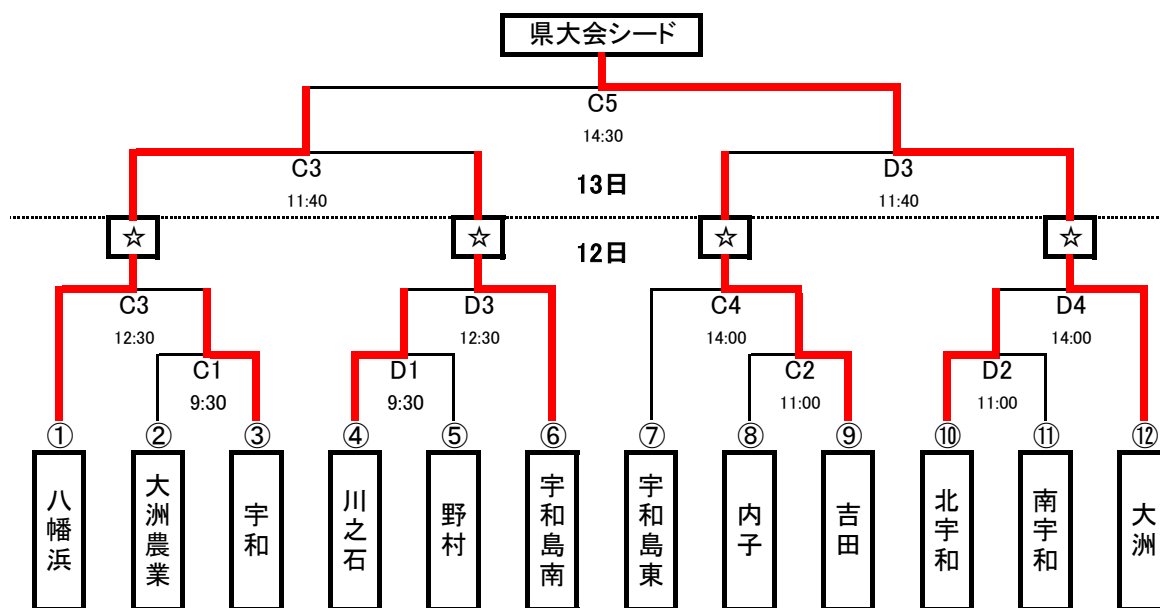 県大会シード
C5
14:30
C3
D3
11:40
13日
11:40
☆
☆
☆
☆
12日
C3
D3
C4
D4
12:30
12:30
14:00
14:00
C1
D1
C2
D2
9:30
9:30
11:00
11:00
①
②
③
④
⑤
⑥
⑦
⑧
⑨
⑩
⑪
⑫
八幡浜
大洲農業
宇和
川之石
野村
宇和島南
宇和島東
内子
吉田
北宇和
南宇和
大洲